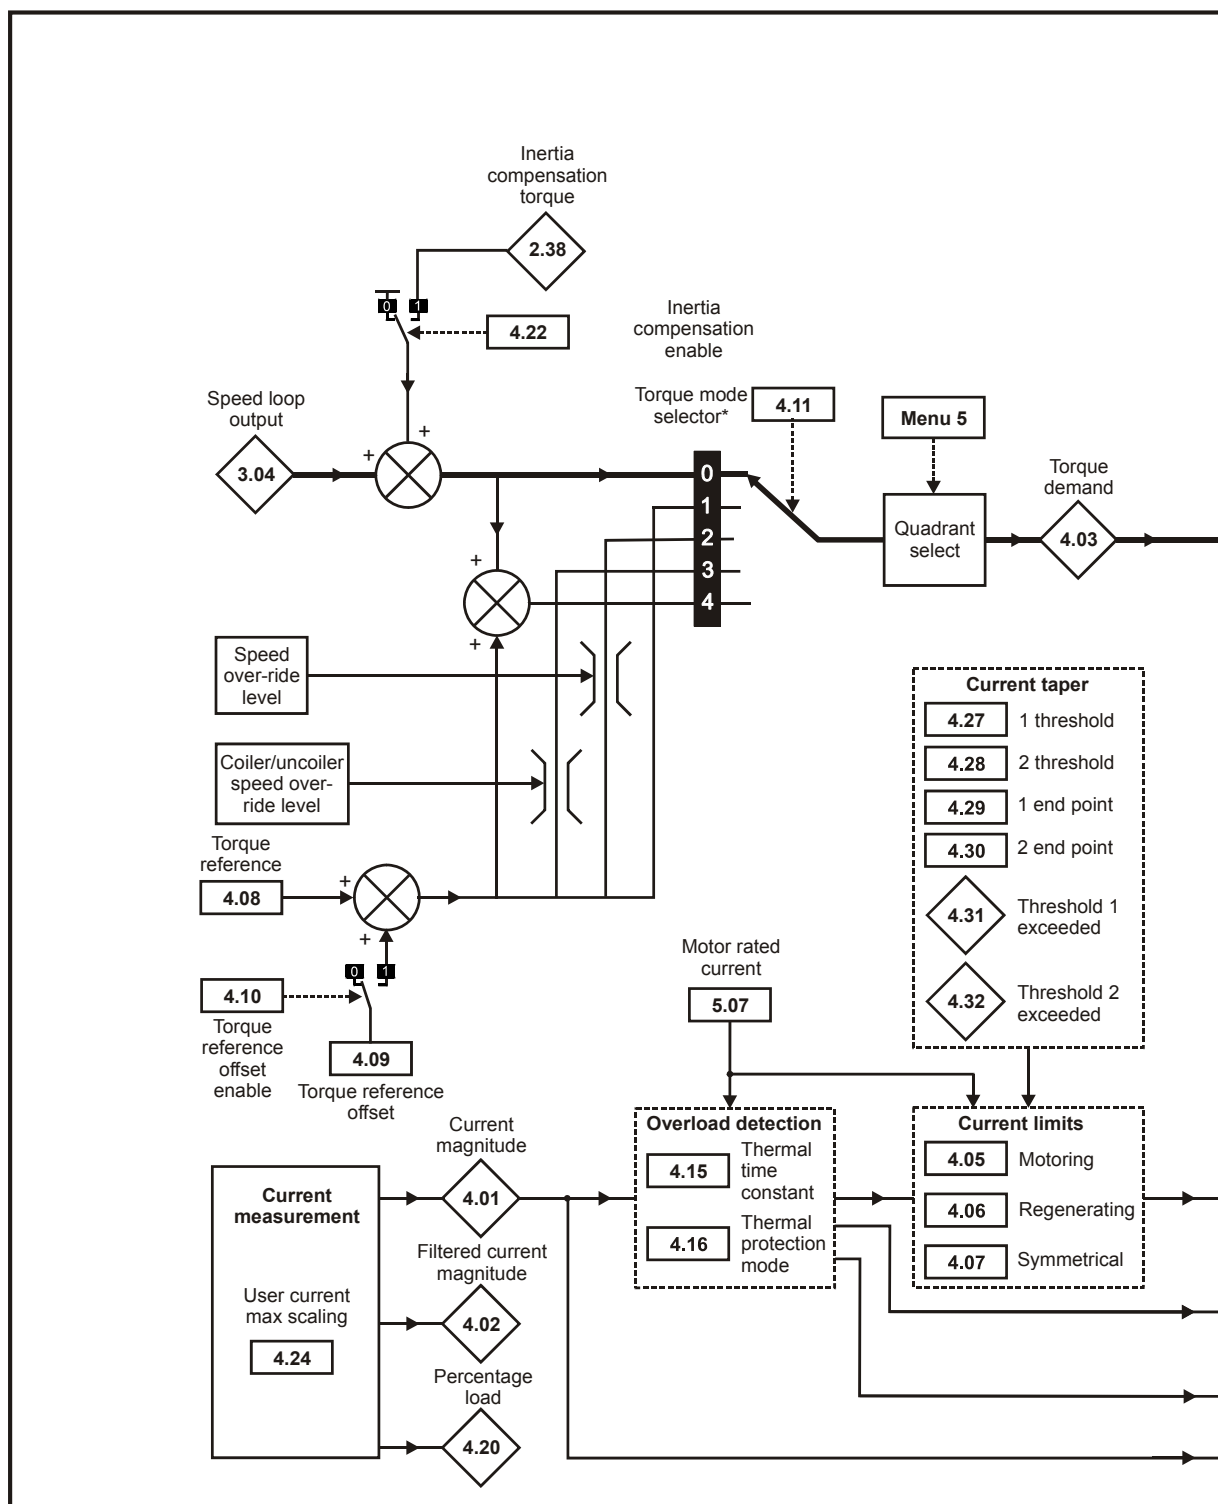 Inertia
compensation
torque
2.38
0 1
4.22
Inertia
compensation
enable
Speed loop
output
3.04
+
+
Torque mode
selector*
4.11
Menu 5
0
1
2
3
4
Quadrant
select
Torque
demand
4.03
+
+
Speed
over-ride
level
Coiler/uncoiler
speed over-
ride level
Torque
reference
4.08
+
+
0 1
4.10
Torque
reference
offset
enable
4.09
Torque reference
offset
Current taper
4.27 1 threshold
4.28 2 threshold
4.29 1 end point
4.30 2 end point
4.31
Threshold 1
exceeded
4.32
Threshold 2
exceeded
Motor rated
current
5.07
Current
measurement
User current
max scaling
4.24
Current
magnitude
4.01
Filtered current
magnitude
4.02
Percentage
load
4.20
Overload detection
4.15
Thermal
time
constant
4.16
Thermal
protection
mode
Current limits
4.05 Motoring
4.06 Regenerating
4.07 Symmetrical